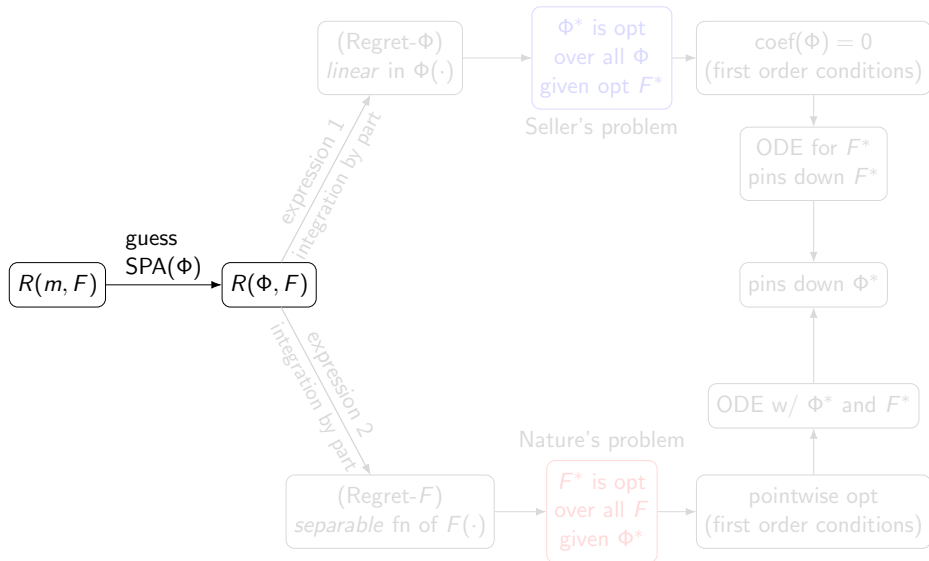 (Regret-Φ)
linear in Φ(·)
Φ* is opt
over all Φ
given opt F*
Seller's problem
coef(Φ) = 0
(first order conditions)
expression 1
integration by part
ODE for F*
pins down F*
guess
SPA(Φ)
R(m, F)
R(Φ, F)
pins down Φ*
expression 2
integration by part
ODE w/ Φ* and F*
Nature's problem
(Regret-F)
separable fn of F(·)
F* is opt
over all F
given Φ*
pointwise opt
(first order conditions)